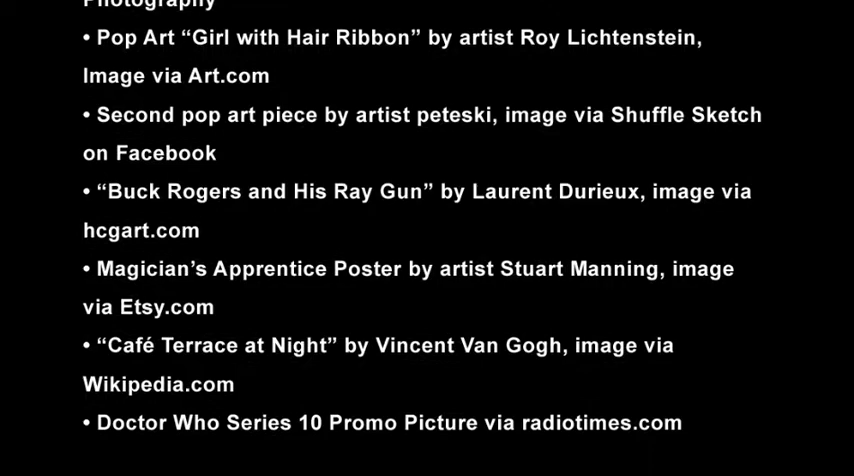 Photography
• Pop Art “Girl with Hair Ribbon” by artist Roy Lichtenstein,
Image via Art.com
• Second pop art piece by artist peteski, image via Shuffle Sketch
on Facebook
• “Buck Rogers and His Ray Gun” by Laurent Durieux, image via
hcgart.com
• Magician’s Apprentice Poster by artist Stuart Manning, image
via Etsy.com
• “Café Terrace at Night” by Vincent Van Gogh, image via
Wikipedia.com
• Doctor Who Series 10 Promo Picture via radiotimes.com